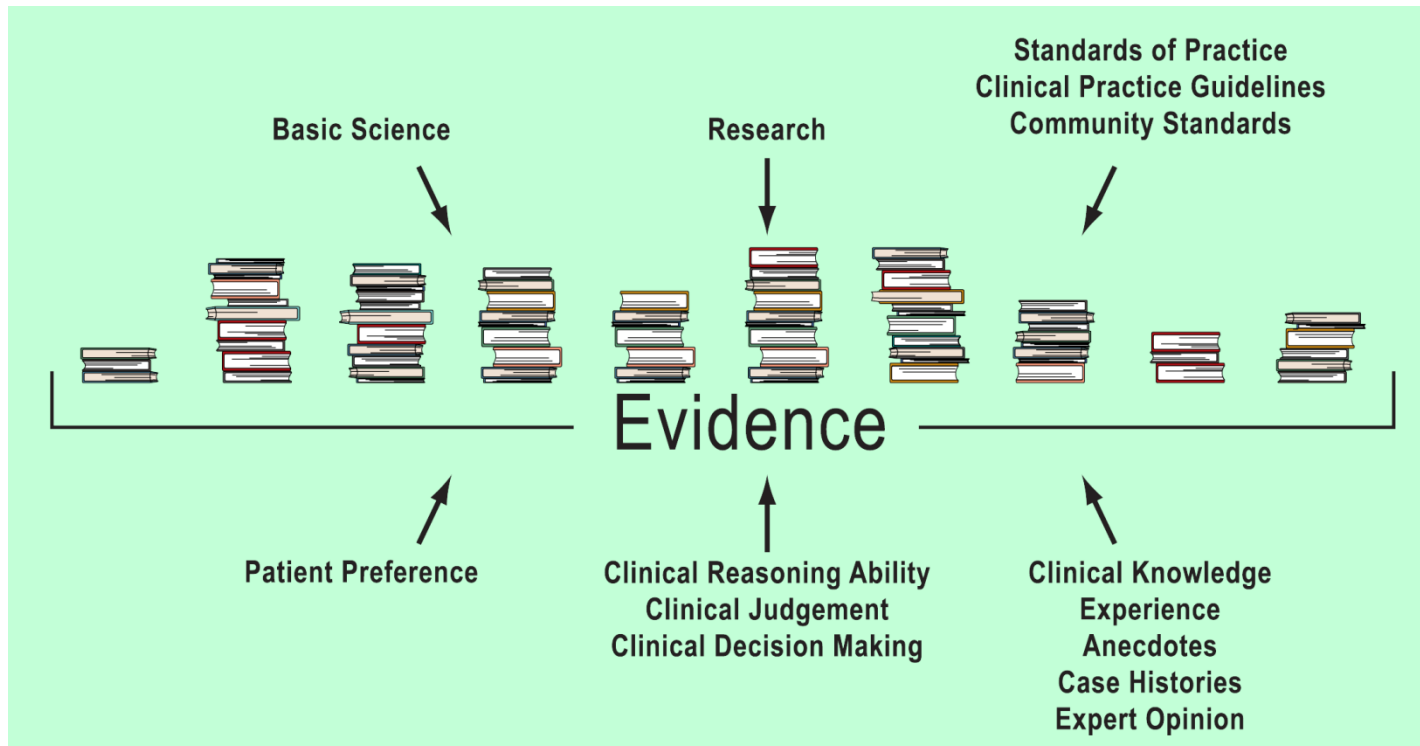 Basic Science
Research
Standards of Practice
Clinical Practice Guidelines
Community Standards
Evidence
Patient Preference
Clinical Reasoning Ability
Clinical Judgement
Clinical Decision Making
Clinical Knowledge
Experience
Anecdotes
Case Histories
Expert Opinion